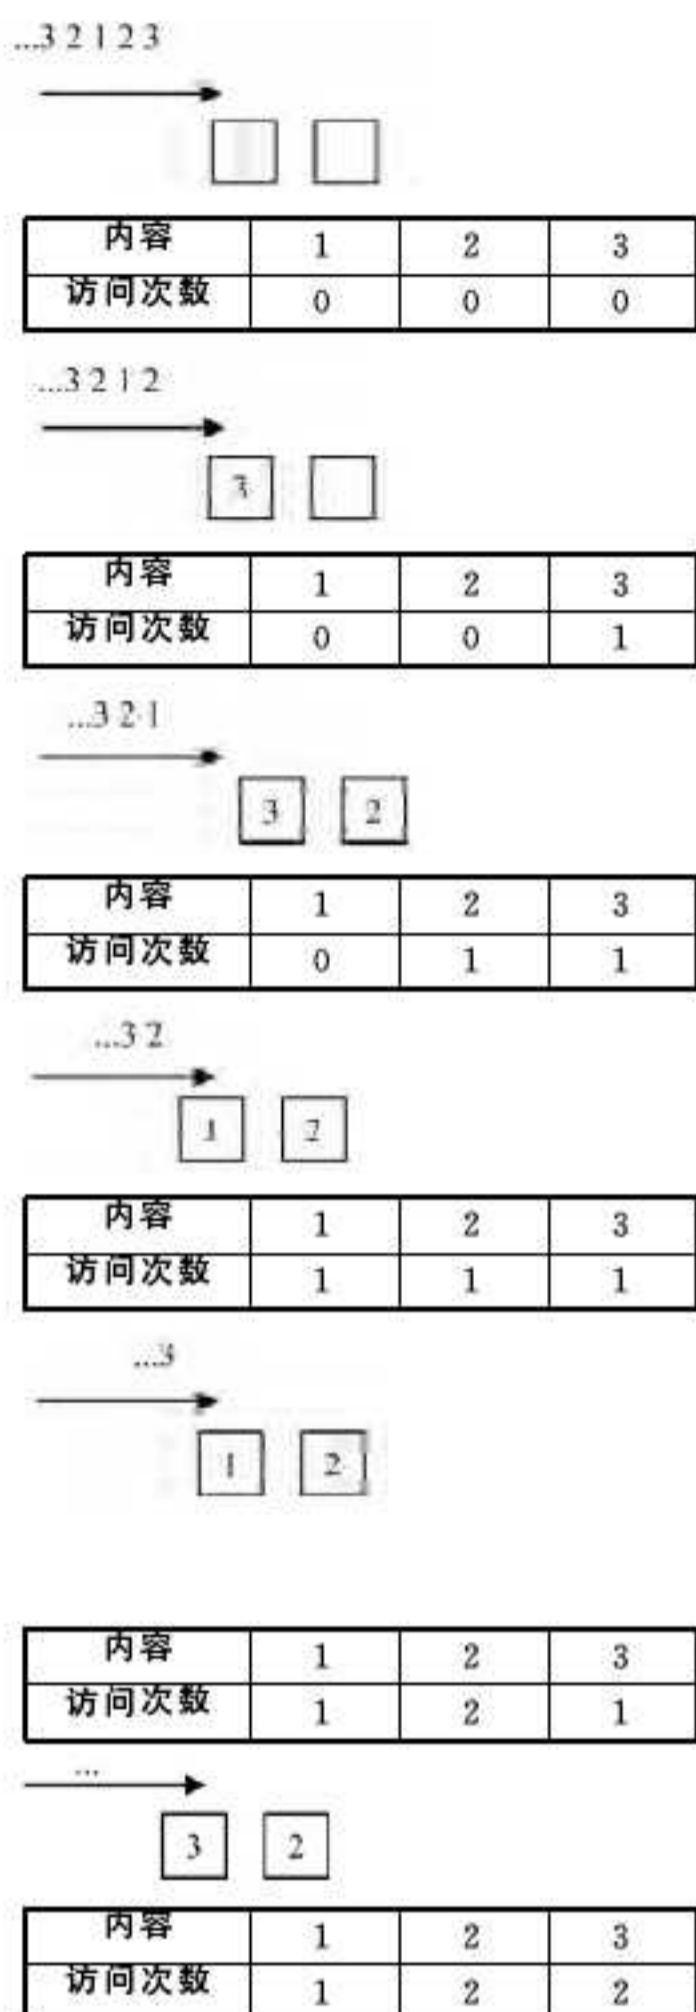 ...3 2 1 2 3
内容 1 2 3
访问次数 0 0 0
...3 2 1 2
3
内容 1 2 3
访问次数 0 0 1
...3 2 1
3 2
内容 1 2 3
访问次数 0 1 1
...3 2
1 2
内容 1 2 3
访问次数 1 1 1
...3
1 2
内容 1 2 3
访问次数 1 2 1
...
3 2
内容 1 2 3
访问次数 1 2 2